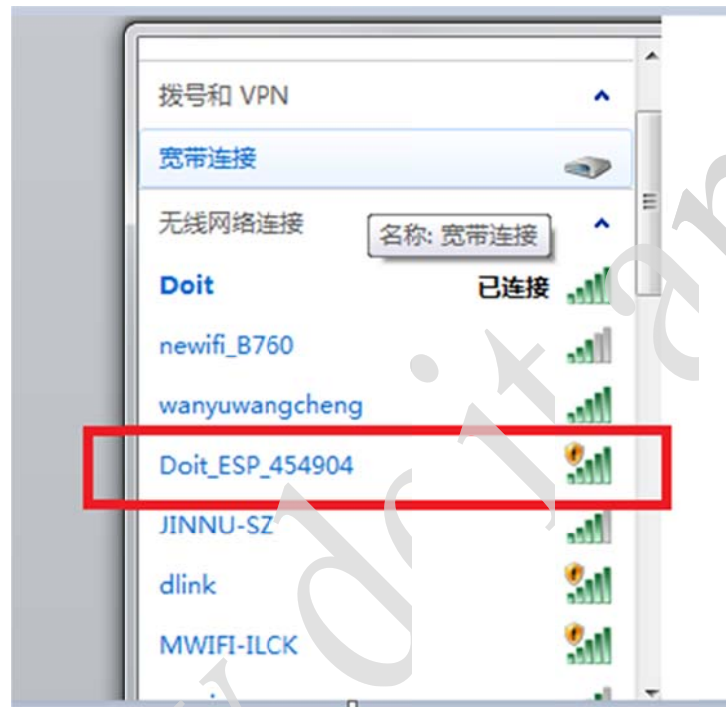 拨号和 VPN
宽带连接
无线网络连接
名称: 宽带连接
Doit 已连接
newifi_B760
wanyuwangcheng
Doit_ESP_454904
JINNU-SZ
dlink
MWIFI-ILCK